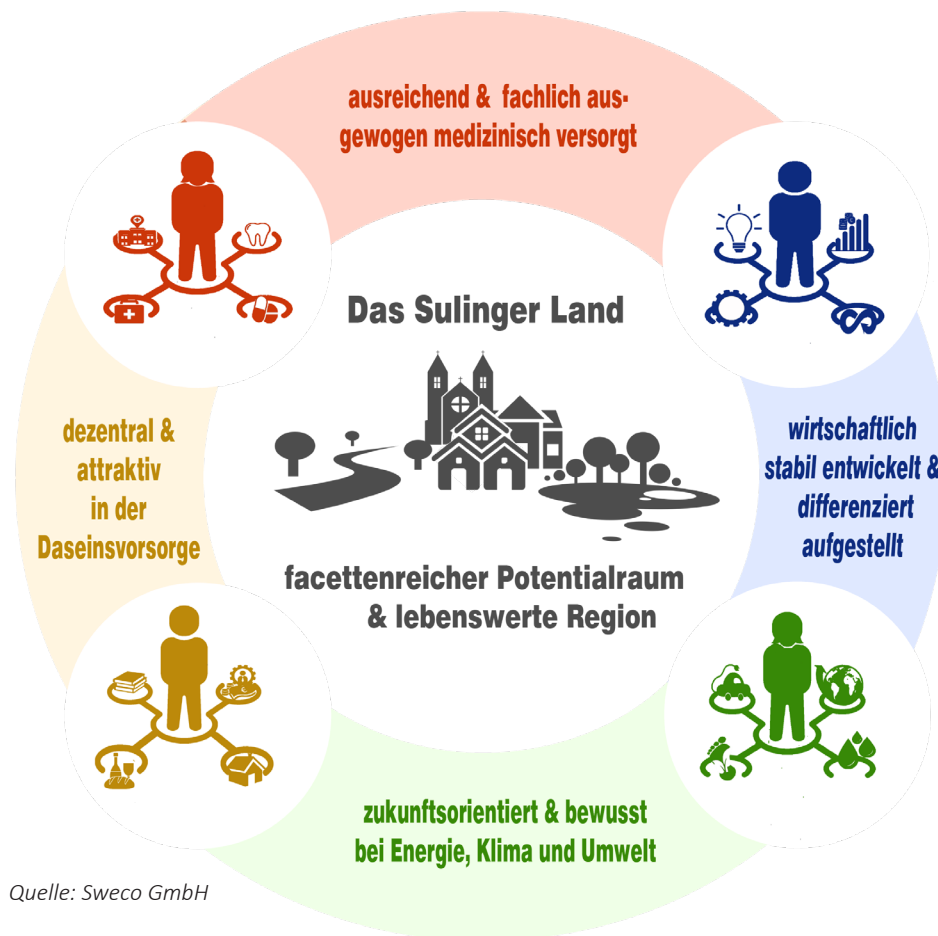 ausreichend & fachlich aus-
gewogen medizinisch versorgt
Das Sulinger Land
dezentral &
attraktiv
in der
Daseinsvorsorge
wirtschaftlich
stabil entwickelt &
differenziert
aufgestellt
facettenreicher Potentialraum
& lebenswerte Region
zukunftsorientiert & bewusst
bei Energie, Klima und Umwelt
Quelle: Sweco GmbH